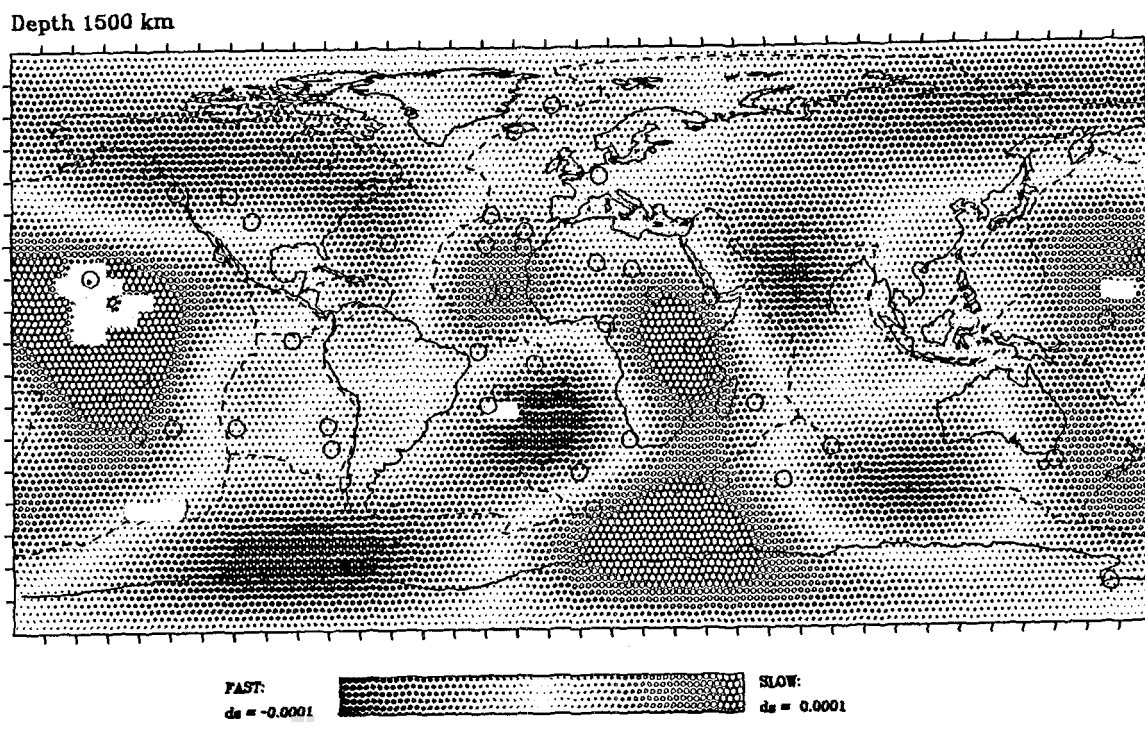 Depth 1500 km
FAST:
ds = -0.0001
SLOW:
ds = 0.0001